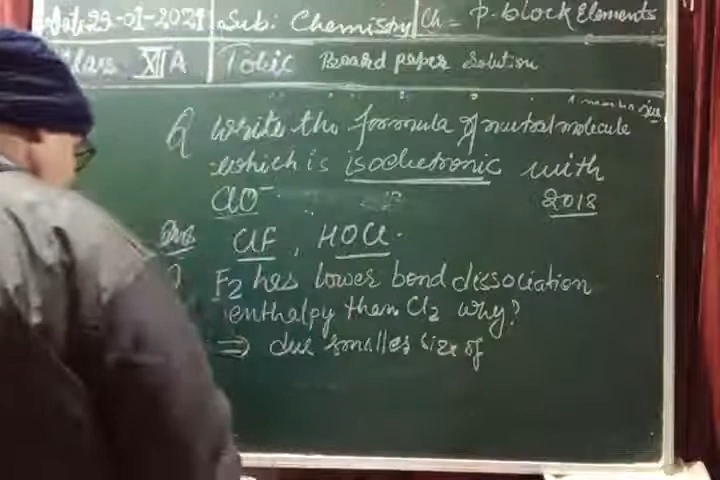 Date: 29-01-2021 Sub: Chemistry Ch = p-block Elements
Class XII A Topic Board paper solution
Q Write the formula of neutral molecule
which is isoelectronic with
ClO⁻ 2018
Ans ClF, HOCl.
F₂ has lower bond dissociation
enthalpy than Cl₂ why?
⇒ due smaller size of